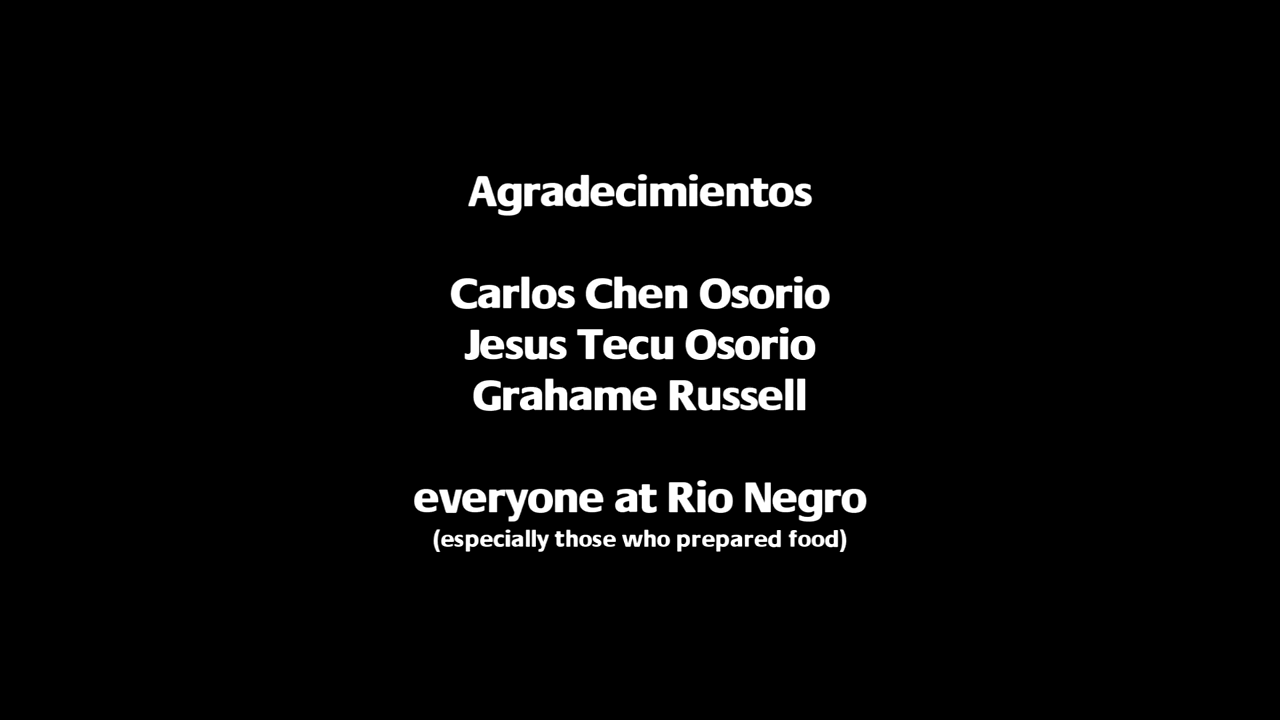 Agradecimientos
Carlos Chen Osorio
Jesus Tecu Osorio
Grahame Russell
everyone at Rio Negro
(especially those who prepared food)